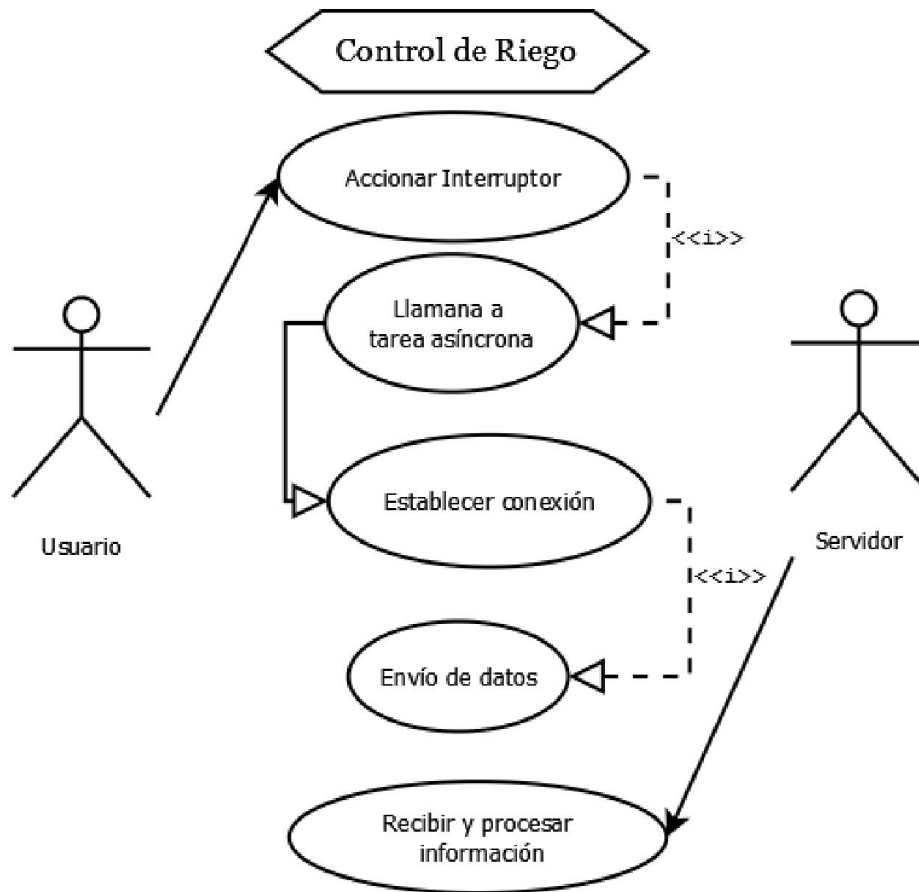 Control de Riego
Accionar Interruptor
<<i>>
Llamana a
tarea asíncrona
Establecer conexión
Usuario
Servidor
<<i>>
Envío de datos
Recibir y procesar
información